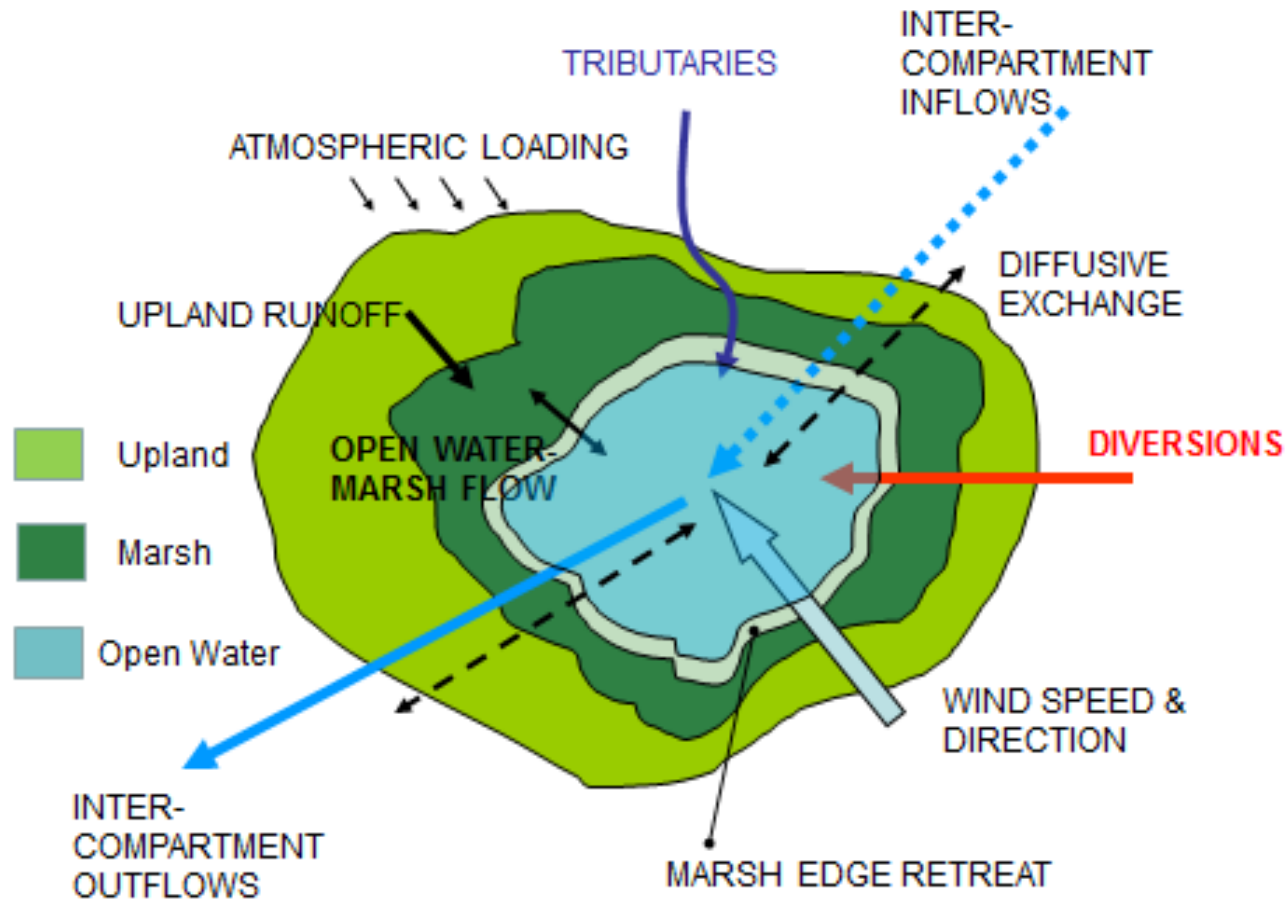 INTER-
COMPARTMENT
INFLOWS
TRIBUTARIES
ATMOSPHERIC LOADING
DIFFUSIVE
EXCHANGE
UPLAND RUNOFF
DIVERSIONS
OPEN WATER-
MARSH FLOW
Upland
Marsh
Open Water
WIND SPEED &
DIRECTION
INTER-
COMPARTMENT
OUTFLOWS
MARSH EDGE RETREAT